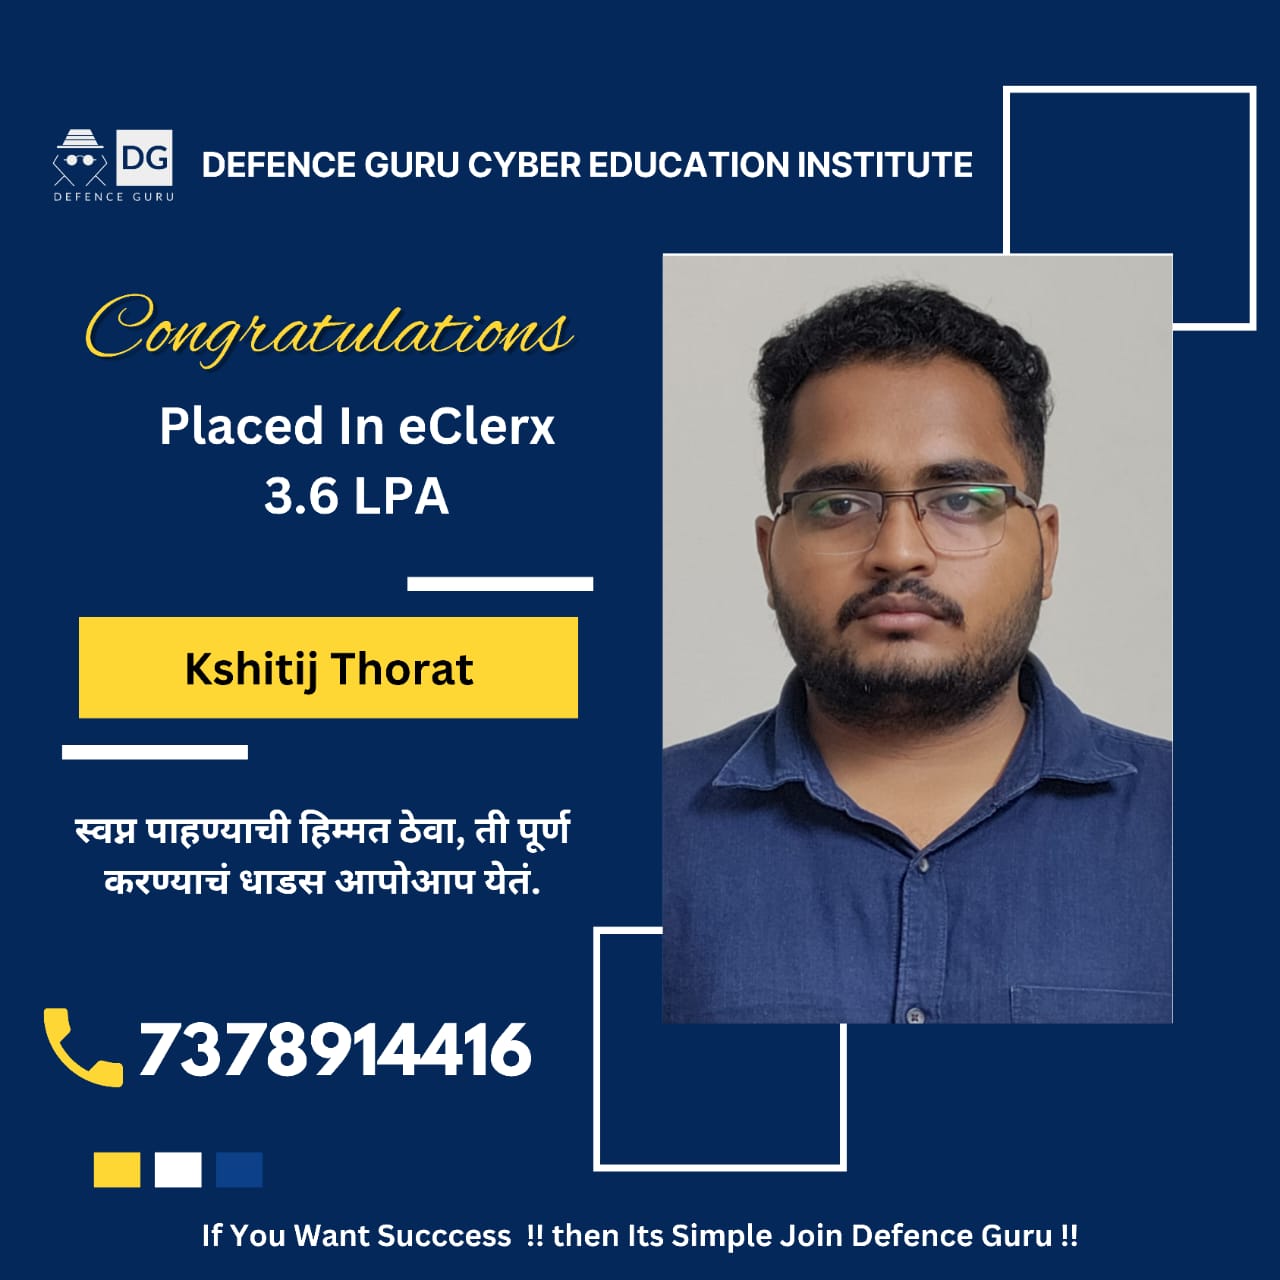 DG
DEFENCE GURU
DEFENCE GURU CYBER EDUCATION INSTITUTE
Congratulations
Placed In eClerx
3.6 LPA
Kshitij Thorat
स्वप्न पाहण्याची हिम्मत ठेवा, ती पूर्ण
करण्याचं धाडस आपोआप येतं.
7378914416
If You Want Succcess !! then Its Simple Join Defence Guru !!